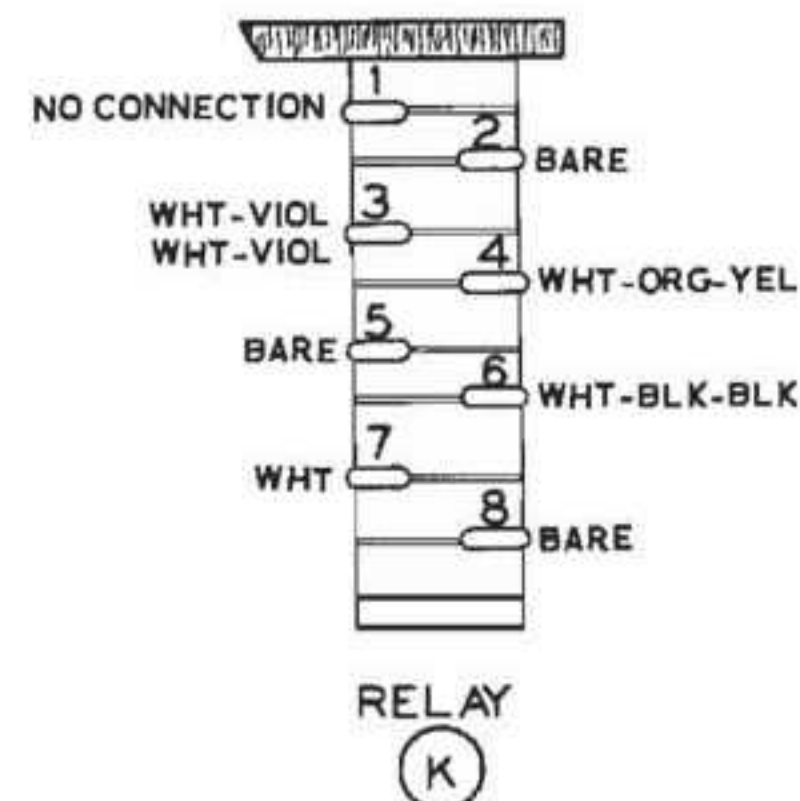 1
NO CONNECTION
2
BARE
3
WHT-VIOL
WHT-VIOL
4
WHT-ORG-YEL
5
BARE
6
WHT-BLK-BLK
7
WHT
8
BARE
RELAY
K